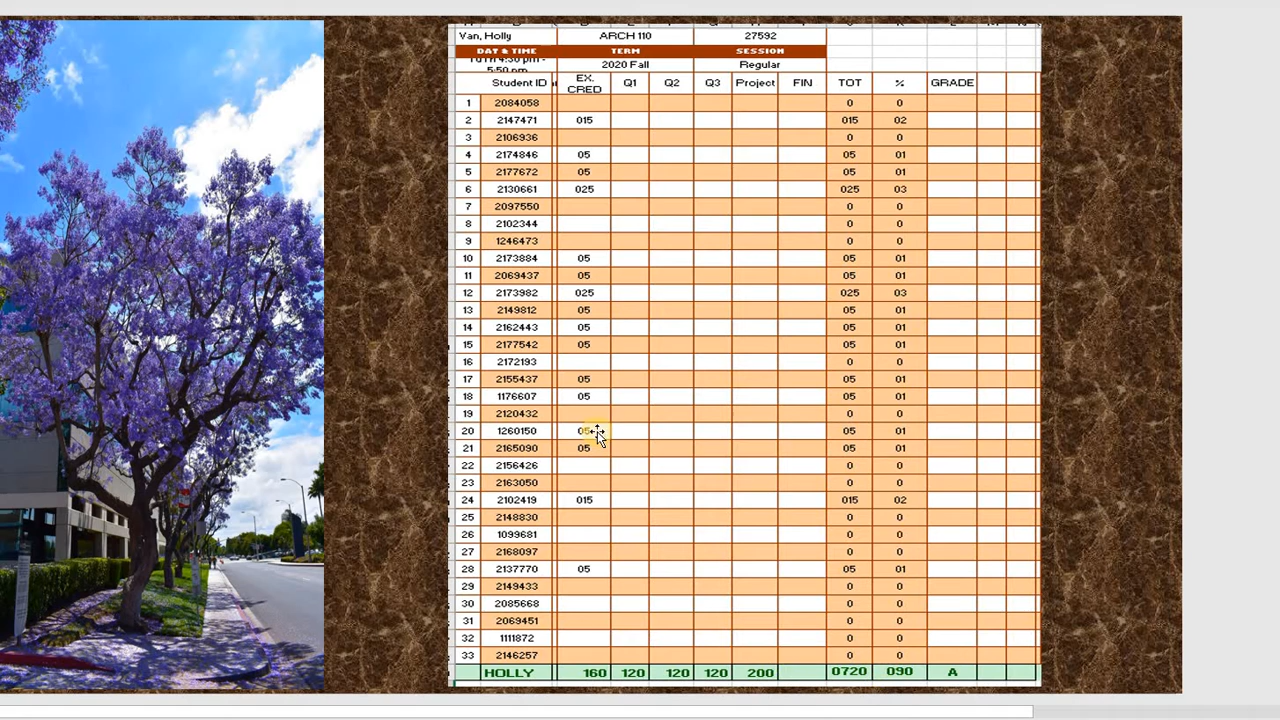 Van, Holly ARCH 110 27592
DAY & TIME TERM SESSION
TuTh 4:30 pm -
5:50 pm 2020 Fall Regular
Student ID EX. CRED Q1 Q2 Q3 Project FIN TOT % GRADE
1 2084058 0 0
2 2147471 015 015 02
3 2106936 0 0
4 2174846 05 05 01
5 2177672 05 05 01
6 2130661 025 025 03
7 2097550 0 0
8 2102344 0 0
9 1246473 0 0
10 2173884 05 05 01
11 2069437 05 05 01
12 2173982 025 025 03
13 2149812 05 05 01
14 2162443 05 05 01
15 2177542 05 05 01
16 2172193 0 0
17 2155437 05 05 01
18 1176607 05 05 01
19 2120432 0 0
20 1260150 05 05 01
21 2165090 05 05 01
22 2156426 0 0
23 2163050 0 0
24 2102419 015 015 02
25 2148830 0 0
26 1099681 0 0
27 2168097 0 0
28 2137770 05 05 01
29 2149433 0 0
30 2085668 0 0
31 2069451 0 0
32 1111872 0 0
33 2146257 0 0
HOLLY 160 120 120 120 200 0720 090 A